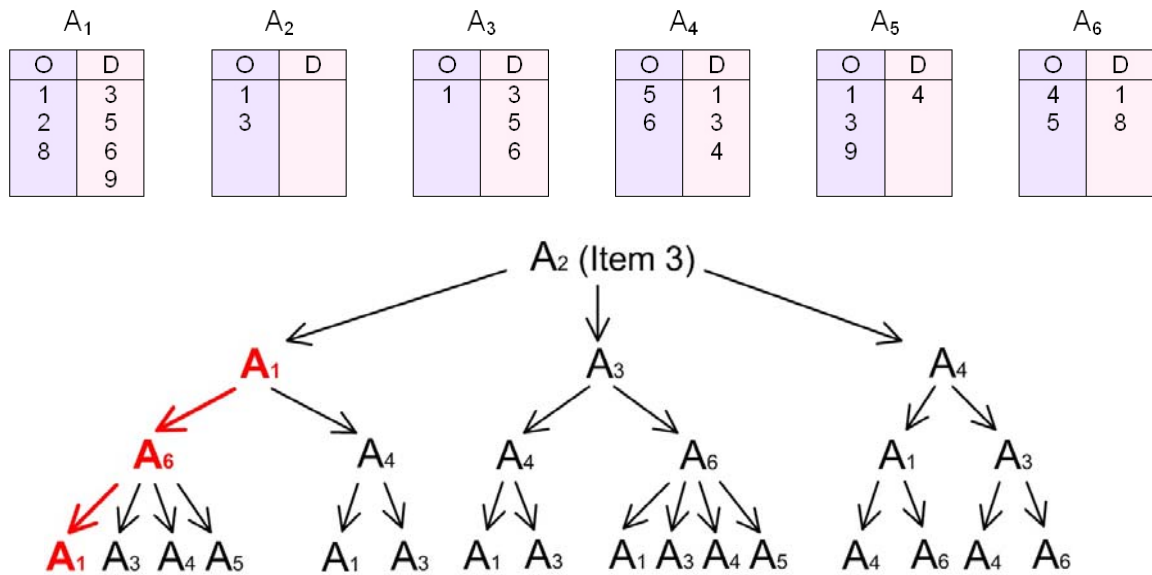 A₁ A₂ A₃ A₄ A₅ A₆
O D O D O D O D O D O D
1 3 1 1 3 5 1 1 4 4 1
2 5 3 5 6 3 3 5 8
8 6 6 4 9
9
A₂ (Item 3)
A₁ A₃ A₄
A₆ A₄ A₄ A₆ A₁ A₃
A₁ A₃ A₄ A₅ A₁ A₃ A₁ A₃ A₁ A₃ A₄ A₅ A₄ A₆ A₄ A₆